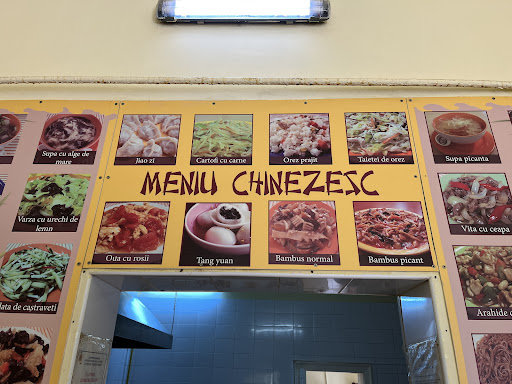 Supa cu alge de
mare
Jiao zi
Cartofi cu carne
Orez prajit
Taietei de orez
Supa picanta
MENIU CHINEZESC
Varza cu urechi de
lemn
Vita cu ceapa
Oua cu rosii
Tang yuan
Bambus normal
Bambus picant
lata de castraveti
Arahide